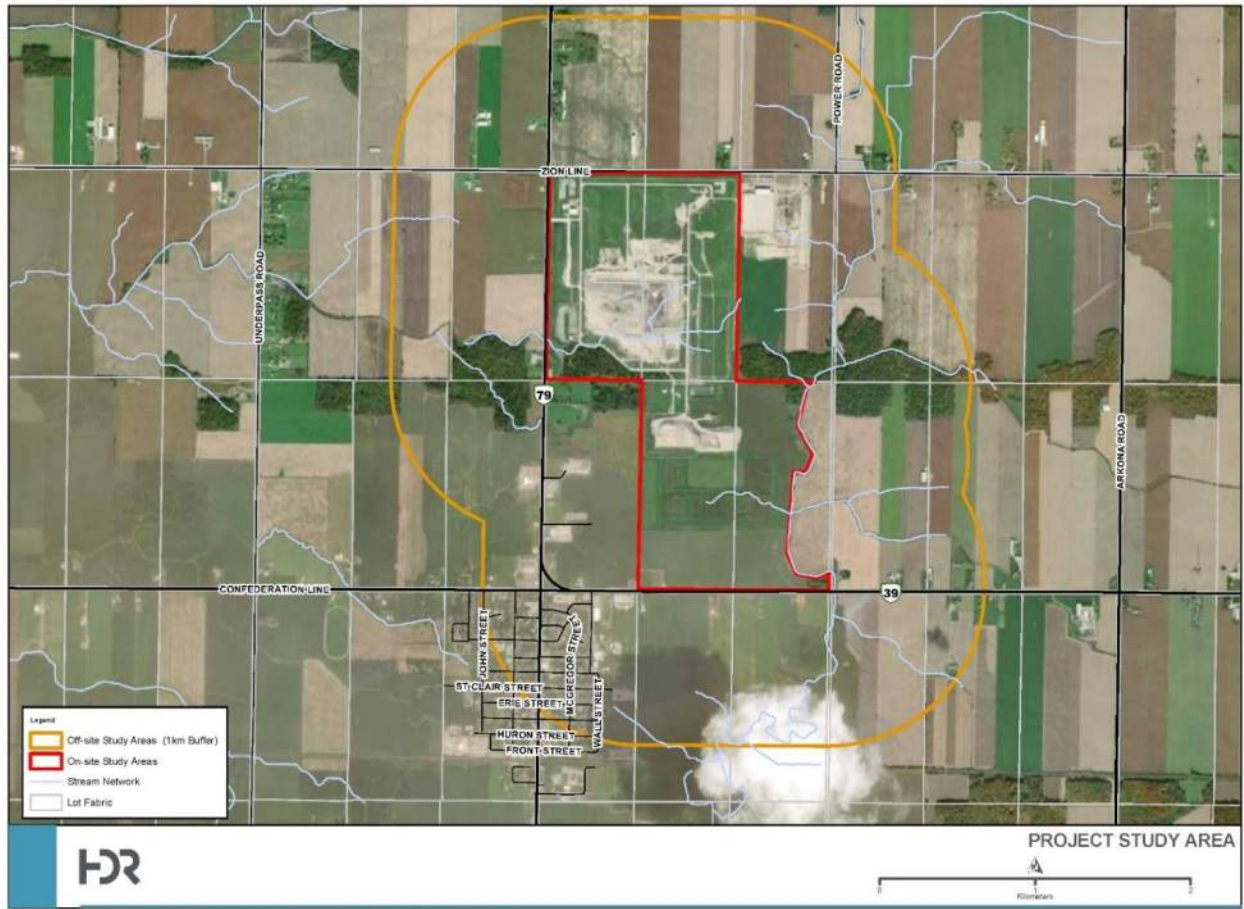 POWER ROAD
ZION LINE
UNDERPASS ROAD
79
ARKONA ROAD
CONFEDERATION LINE
39
JOHN STREET
MCGREGOR STREET
ST CLAIR STREET
ERIE STREET
WALL STREET
HURON STREET
FRONT STREET
Legend
Off-site Study Areas (1km Buffer)
On-site Study Areas
Stream Network
Lot Fabric
HDR
PROJECT STUDY AREA
0 1 2
Kilometers